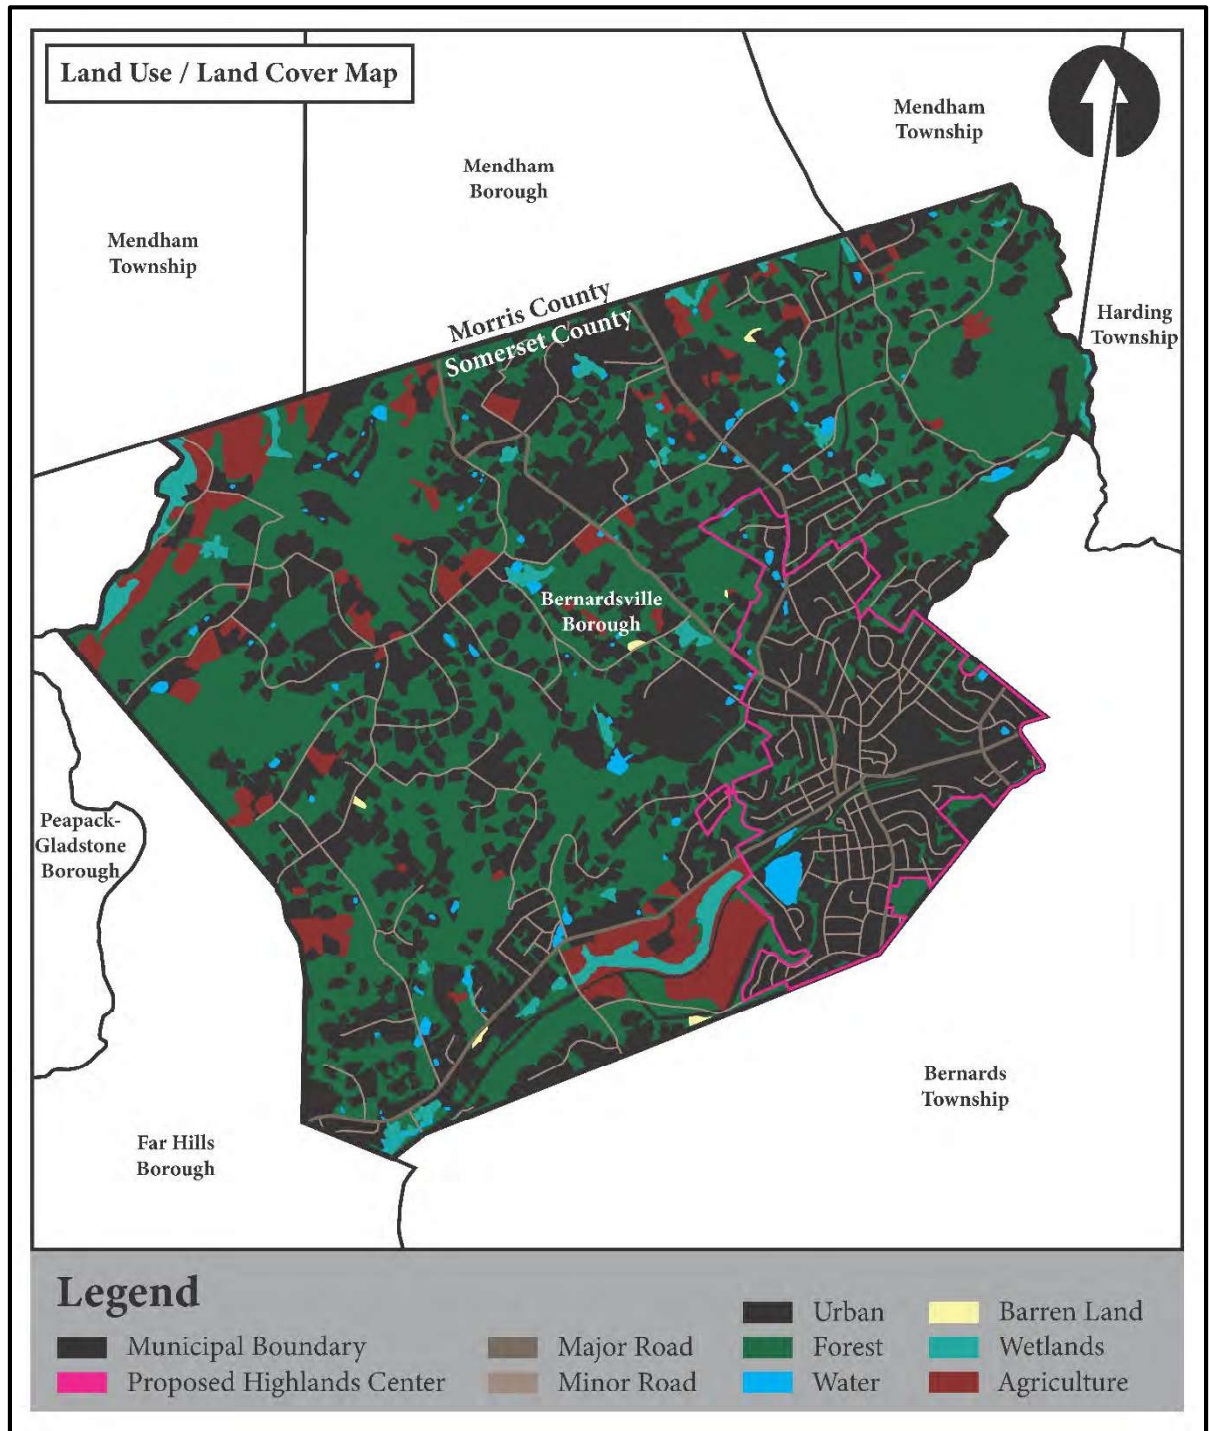 Land Use / Land Cover Map
Mendham
Township
Mendham
Borough
Mendham
Township
Morris County
Somerset County
Harding
Township
Bernardsville
Borough
Peapack-
Gladstone
Borough
Bernards
Township
Far Hills
Borough
Legend
Municipal Boundary
Proposed Highlands Center
Major Road
Minor Road
Urban
Forest
Water
Barren Land
Wetlands
Agriculture